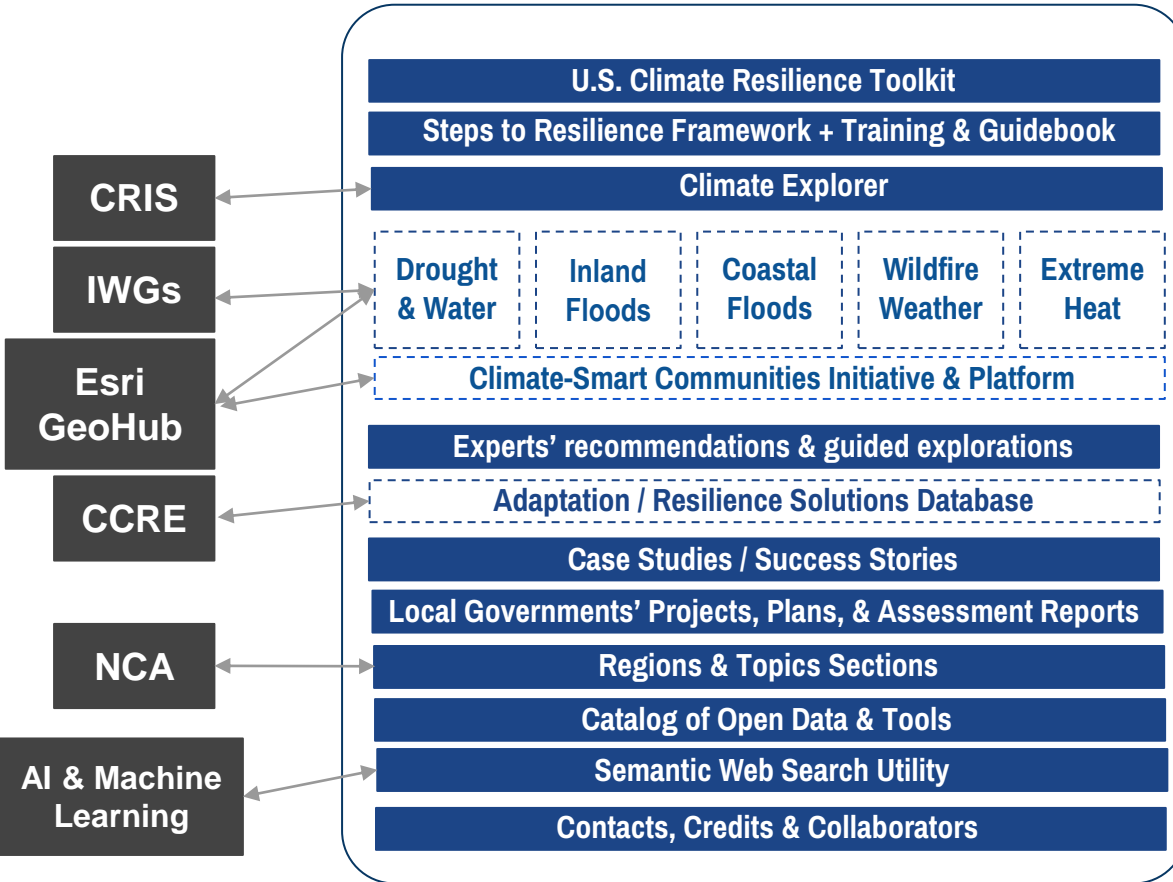 U.S. Climate Resilience Toolkit
Steps to Resilience Framework + Training & Guidebook
CRIS
Climate Explorer
IWGs
Drought
& Water
Inland
Floods
Coastal
Floods
Wildfire
Weather
Extreme
Heat
Esri
GeoHub
Climate-Smart Communities Initiative & Platform
Experts’ recommendations & guided explorations
CCRE
Adaptation / Resilience Solutions Database
Case Studies / Success Stories
Local Governments’ Projects, Plans, & Assessment Reports
NCA
Regions & Topics Sections
Catalog of Open Data & Tools
AI & Machine
Learning
Semantic Web Search Utility
Contacts, Credits & Collaborators